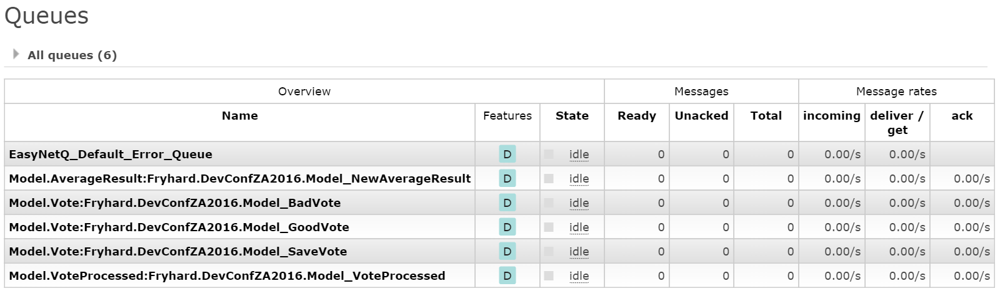 Queues
All queues (6)
Overview Messages Message rates
Name Features State Ready Unacked Total incoming deliver / get ack
EasyNetQ_Default_Error_Queue D idle 0 0 0 0.00/s 0.00/s
Model.AverageResult:Fryhard.DevConfZA2016.Model_NewAverageResult D idle 0 0 0 0.00/s 0.00/s 0.00/s
Model.Vote:Fryhard.DevConfZA2016.Model_BadVote D idle 0 0 0 0.00/s 0.00/s 0.00/s
Model.Vote:Fryhard.DevConfZA2016.Model_GoodVote D idle 0 0 0 0.00/s 0.00/s 0.00/s
Model.Vote:Fryhard.DevConfZA2016.Model_SaveVote D idle 0 0 0 0.00/s 0.00/s 0.00/s
Model.VoteProcessed:Fryhard.DevConfZA2016.Model_VoteProcessed D idle 0 0 0 0.00/s 0.00/s 0.00/s